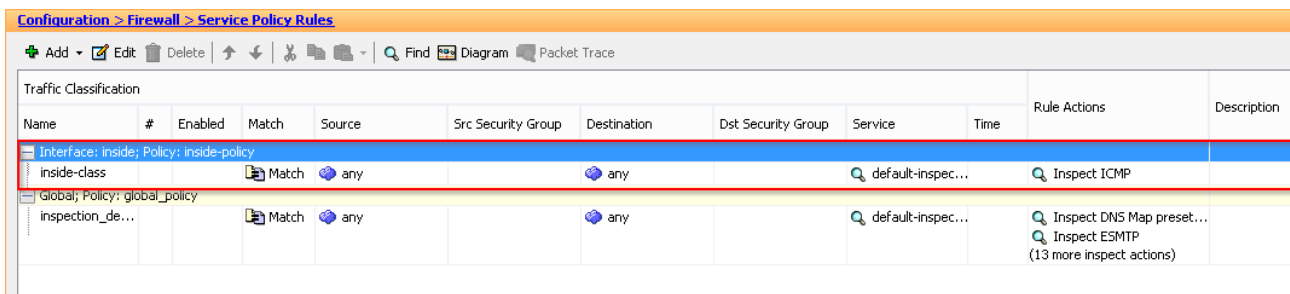 Configuration > Firewall > Service Policy Rules
Add Edit Delete Find Diagram Packet Trace
Traffic Classification
Rule Actions
Description
Name # Enabled Match Source Src Security Group Destination Dst Security Group Service Time
Interface: inside; Policy: inside-policy
inside-class Match any any default-inspec... Inspect ICMP
Global; Policy: global_policy
inspection_de... Match any any default-inspec... Inspect DNS Map preset...
Inspect ESMTP
(13 more inspect actions)